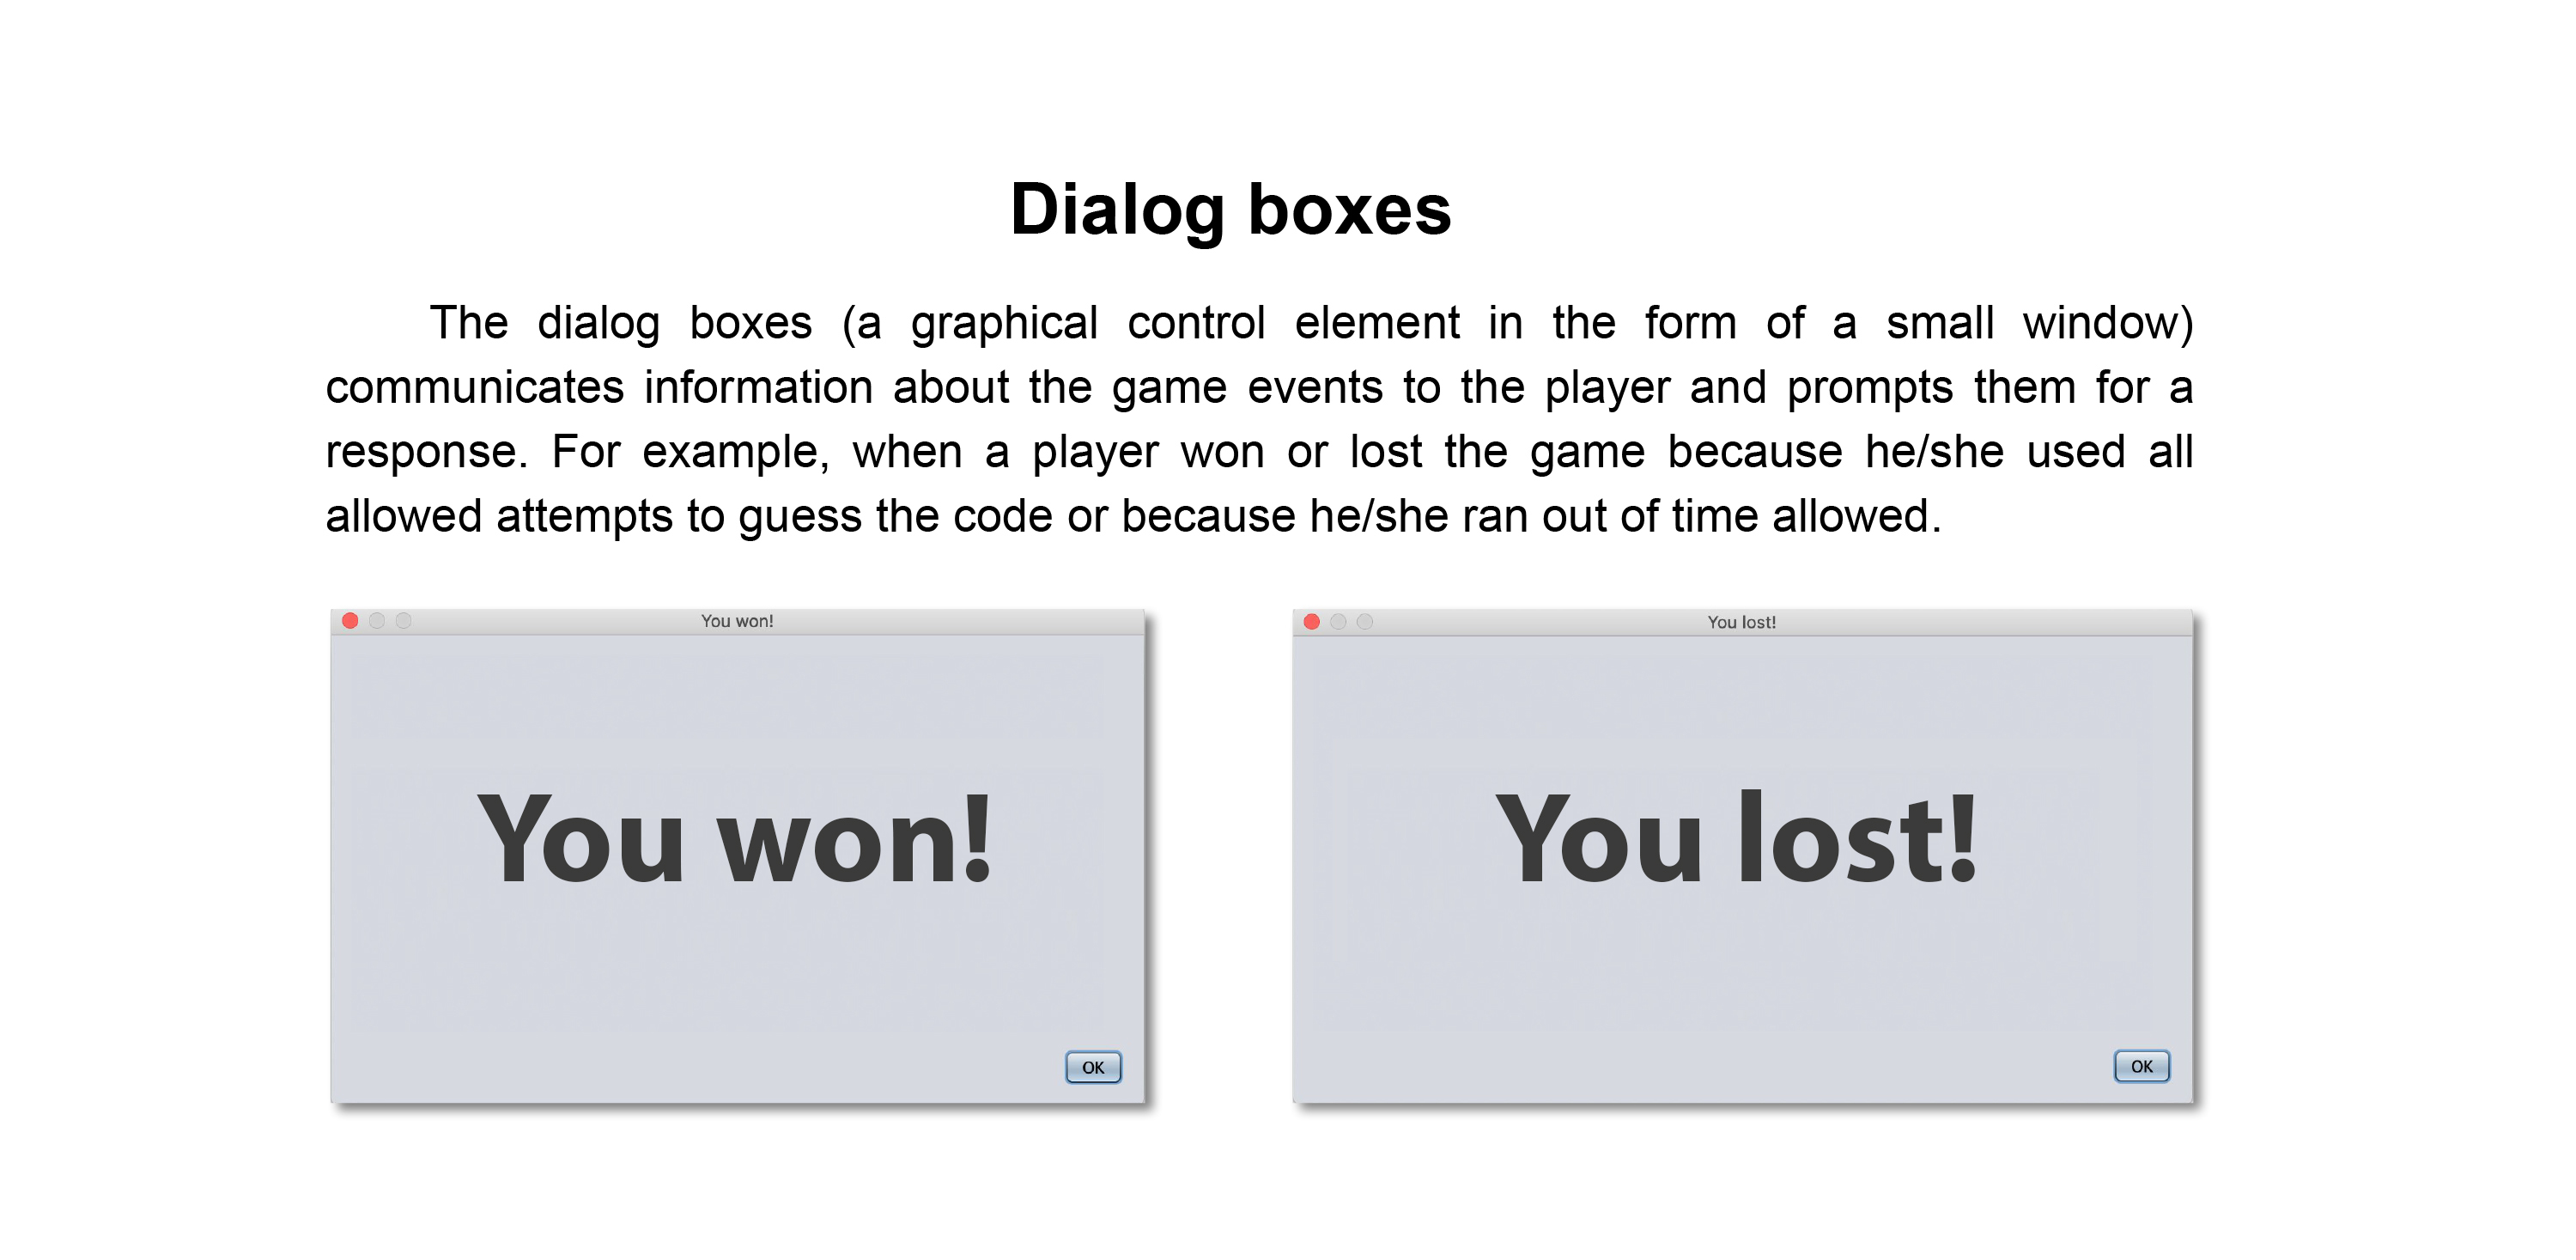 Dialog boxes
The dialog boxes (a graphical control element in the form of a small window)
communicates information about the game events to the player and prompts them for a
response. For example, when a player won or lost the game because he/she used all
allowed attempts to guess the code or because he/she ran out of time allowed.
You won!
You won!
OK
You lost!
You lost!
OK